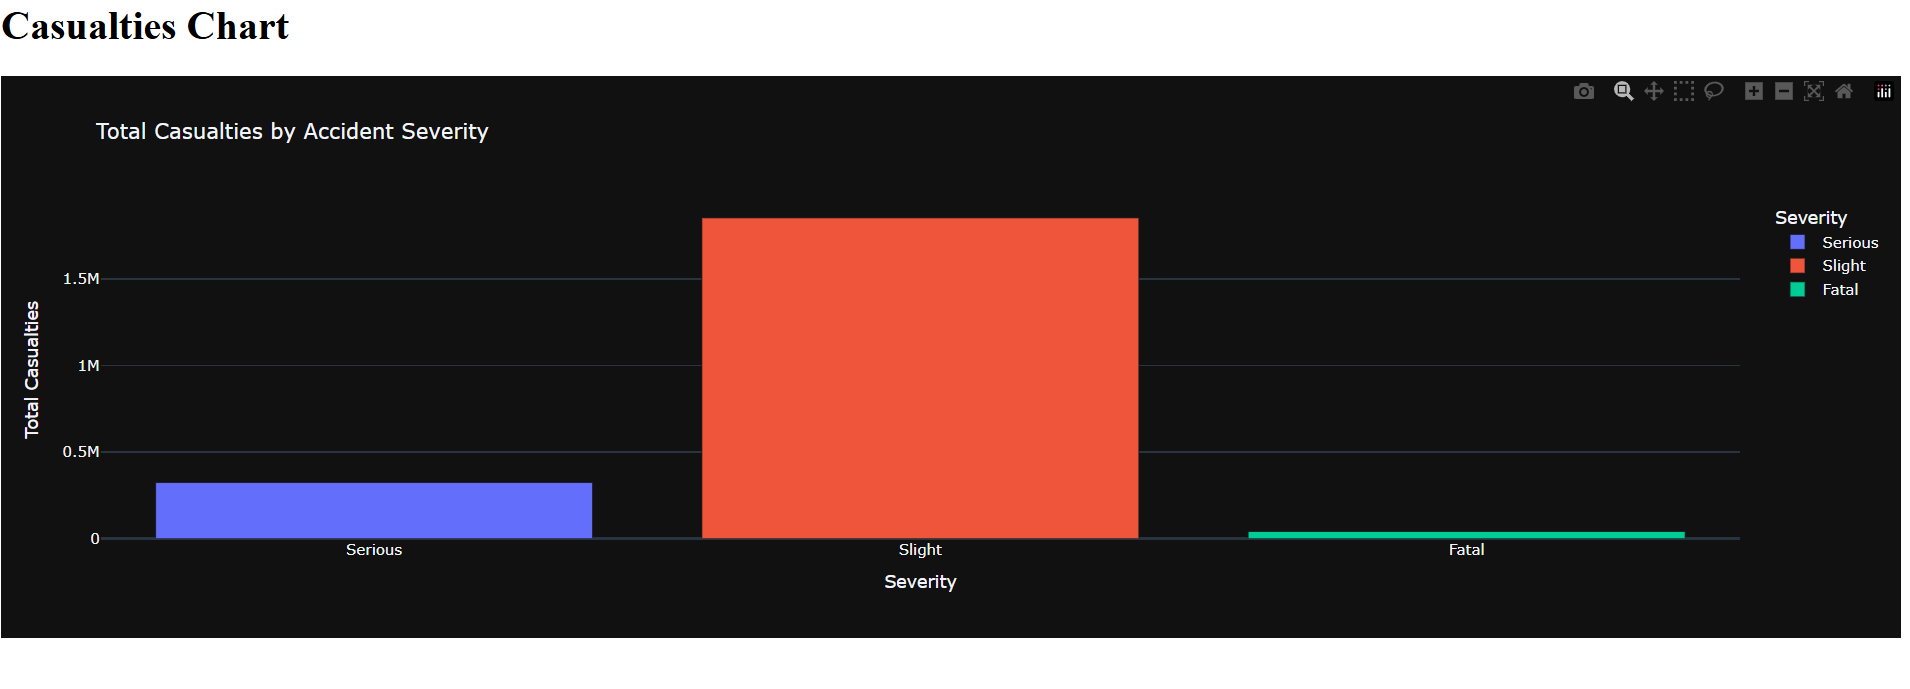 Casualties Chart
Total Casualties by Accident Severity
Severity
Serious
Slight
Fatal
Total Casualties
1.5M
1M
0.5M
0
Serious
Slight
Fatal
Severity